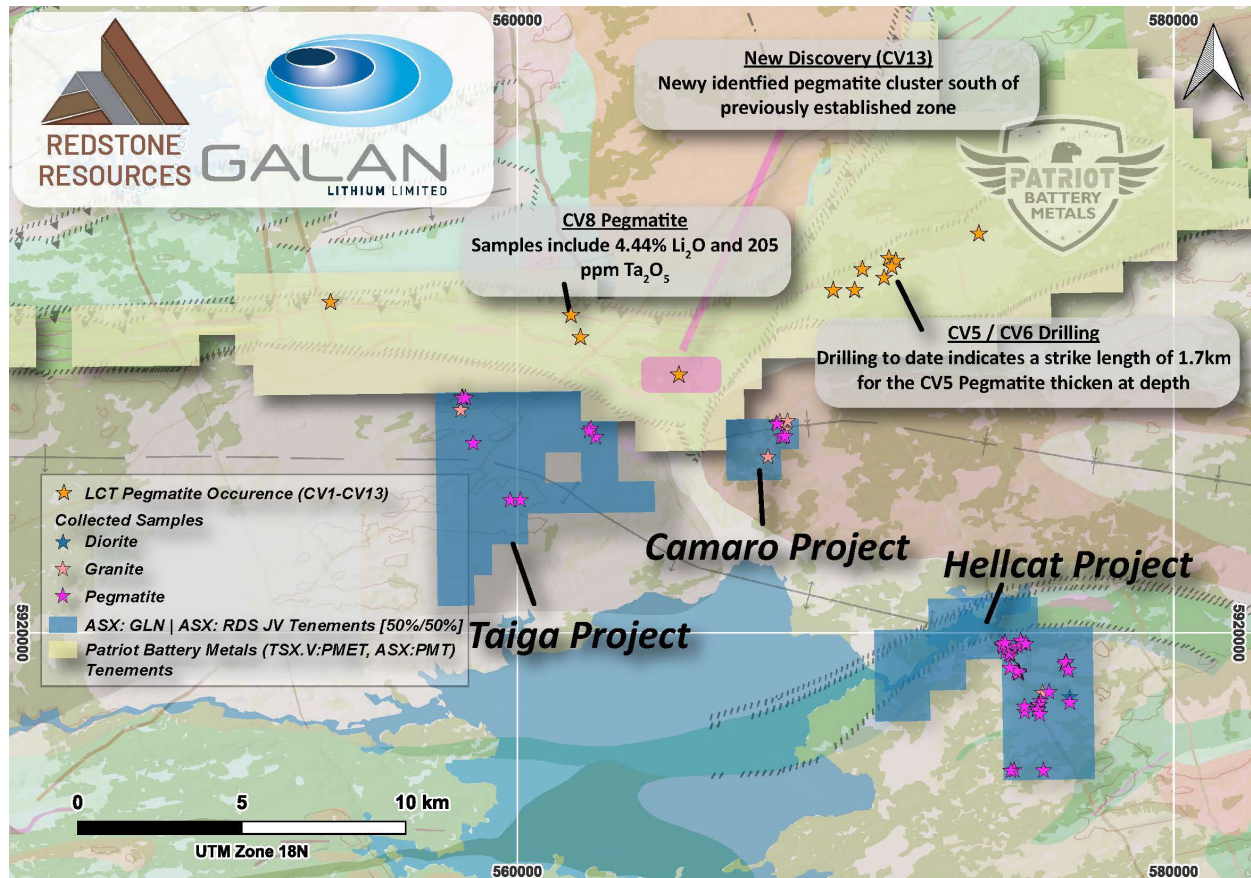 560000
580000
REDSTONE
RESOURCES
GALAN
LITHIUM LIMITED
New Discovery (CV13)
Newy identfied pegmatite cluster south of
previously established zone
PATRIOT
BATTERY
METALS
CV8 Pegmatite
Samples include 4.44% Li₂O and 205
ppm Ta₂O₅
CV5 / CV6 Drilling
Drilling to date indicates a strike length of 1.7km
for the CV5 Pegmatite thicken at depth
LCT Pegmatite Occurence (CV1-CV13)
Collected Samples
Diorite
Granite
Pegmatite
ASX: GLN | ASX: RDS JV Tenements [50%/50%]
Patriot Battery Metals (TSX.V:PMET, ASX:PMT)
Tenements
Camaro Project
Hellcat Project
Taiga Project
5920000
5920000
0 5 10 km
UTM Zone 18N
560000
580000